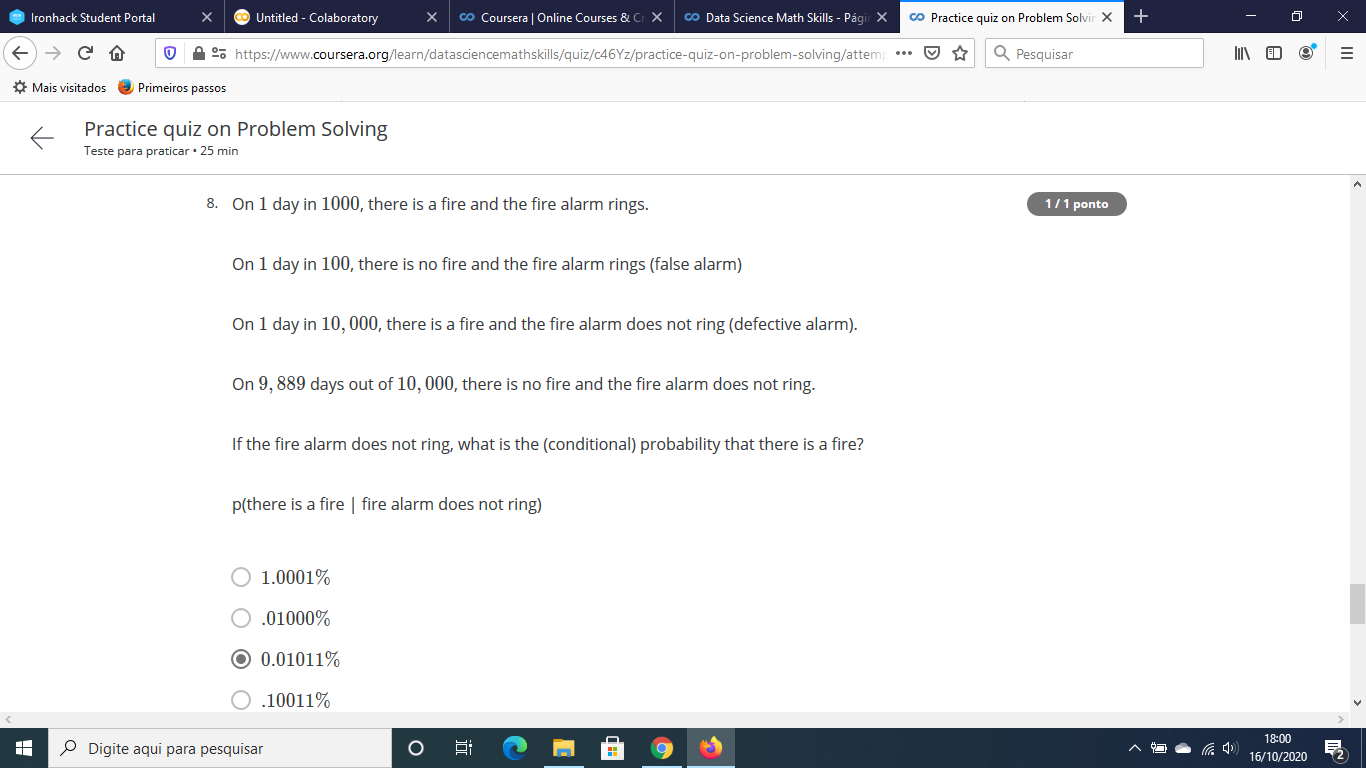 Ironhack Student Portal
Untitled - Colaboratory
Coursera | Online Courses & Cr
Data Science Math Skills - Pági
Practice quiz on Problem Solvin
https://www.coursera.org/learn/datasciencemathskills/quiz/c46Yz/practice-quiz-on-problem-solving/attemp
Pesquisar
Mais visitados
Primeiros passos
Practice quiz on Problem Solving
Teste para praticar • 25 min
8. On 1 day in 1000, there is a fire and the fire alarm rings.
1 / 1 ponto
On 1 day in 100, there is no fire and the fire alarm rings (false alarm)
On 1 day in 10,000, there is a fire and the fire alarm does not ring (defective alarm).
On 9,889 days out of 10,000, there is no fire and the fire alarm does not ring.
If the fire alarm does not ring, what is the (conditional) probability that there is a fire?
p(there is a fire | fire alarm does not ring)
1.0001%
.01000%
0.01011%
.10011%
Digite aqui para pesquisar
18:00
16/10/2020
2